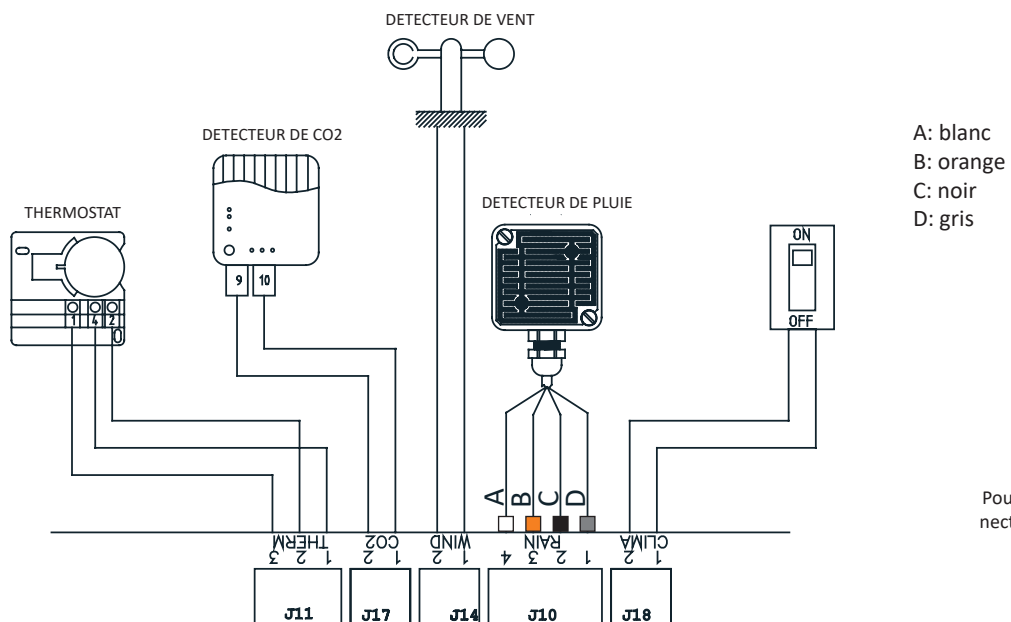 DETECTEUR DE VENT
DETECTEUR DE CO2
THERMOSTAT
DETECTEUR DE PLUIE
A: blanc
B: orange
C: noir
D: gris
ON
OFF
9 10
1 4 2
A B C D
Pou
nect
THERM
3 2 1
CO2
2 1
WIND
2 1
RAIN
4 3 2 1
CLIMA
2 1
J11
J17
J14
J10
J18